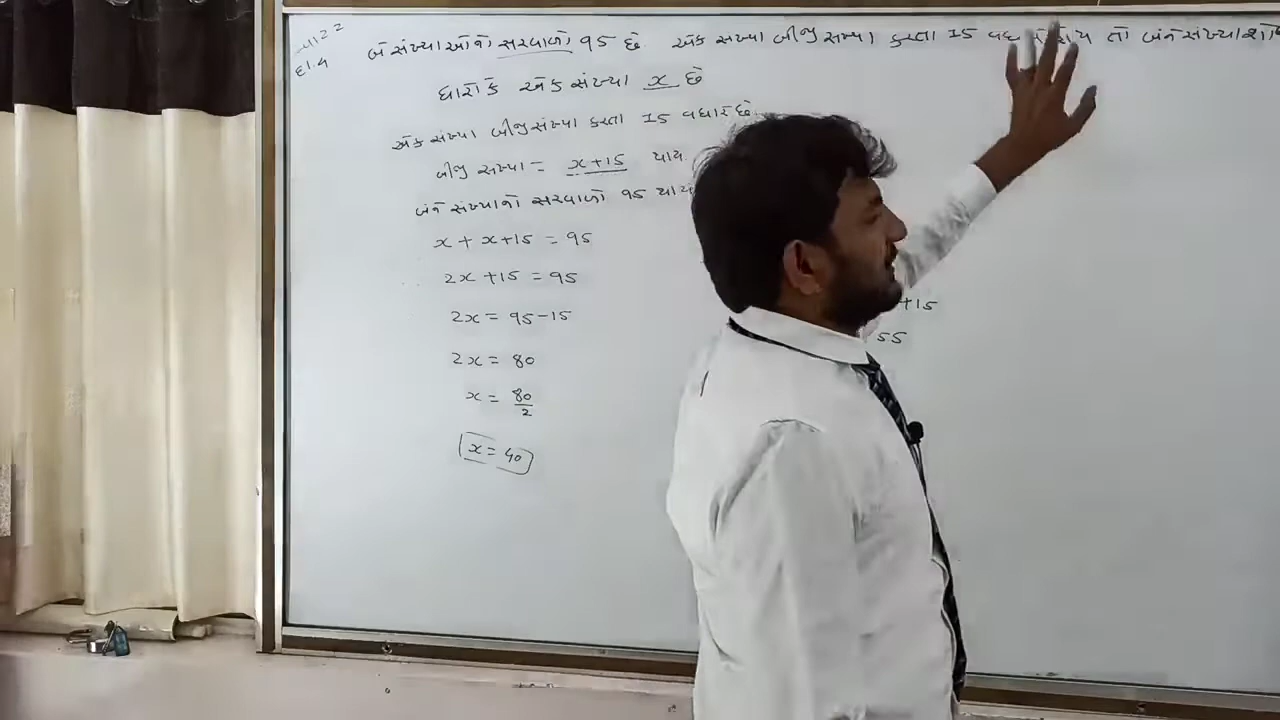 દા.4
બે સંખ્યાઓનો સરવાળો 95 છે. એક સંખ્યા બીજી સંખ્યા કરતા 15 તો બંને સંખ્યા શોધો
ધારોકે એક સંખ્યા x છે
એક સંખ્યા બીજી સંખ્યા કરતા 15 વધારે છે.
બીજી સંખ્યા = x+15 થાય
બંને સંખ્યાનો સરવાળો 95 થાય
x + x+15 = 95
2x +15 = 95
2x = 95-15
2x = 80
x = 80/2
x = 40
+15
55